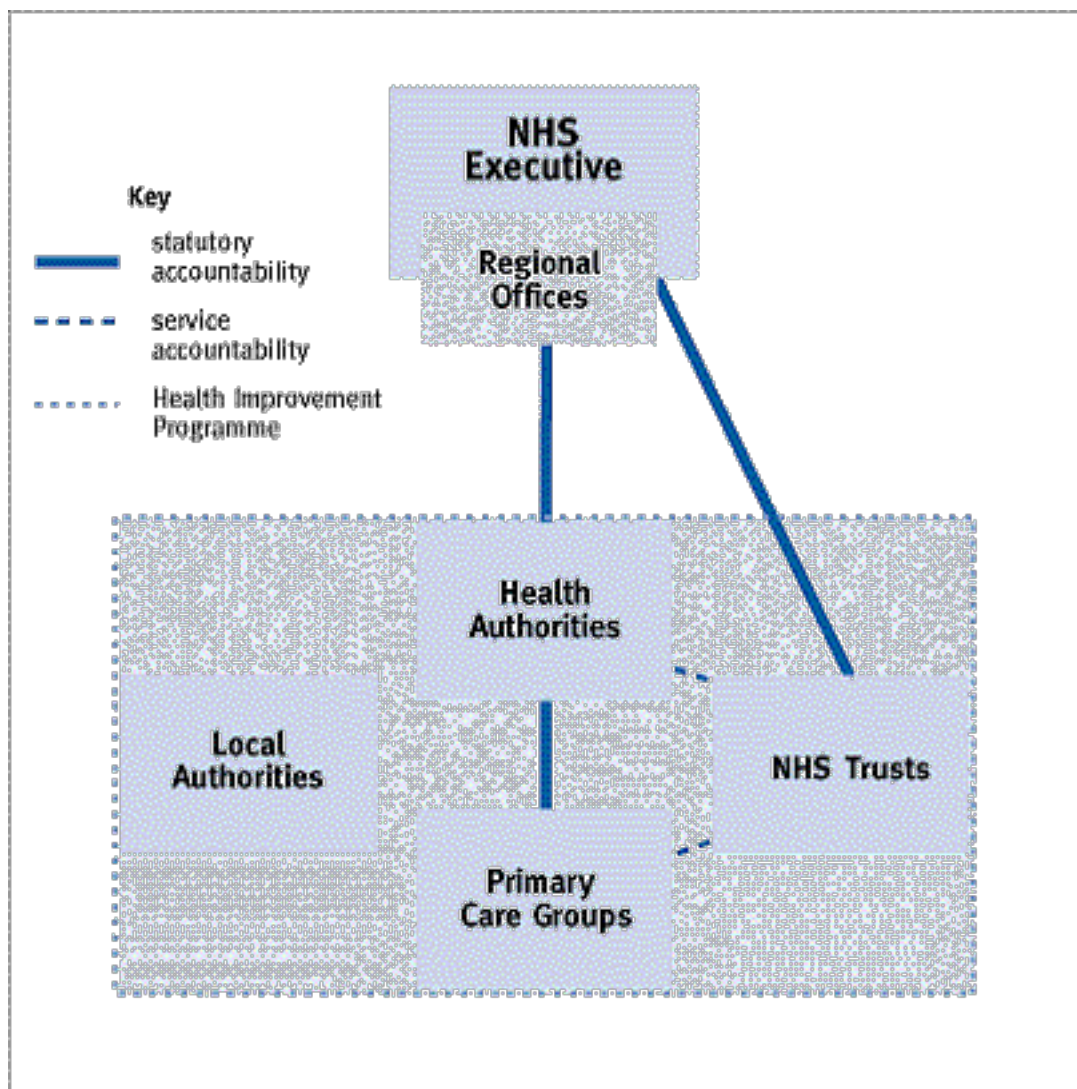 NHS
Executive
Regional
Offices
Key
statutory
accountability
service
accountability
Health Improvement
Programme
Health
Authorities
Local
Authorities
NHS Trusts
Primary
Care Groups